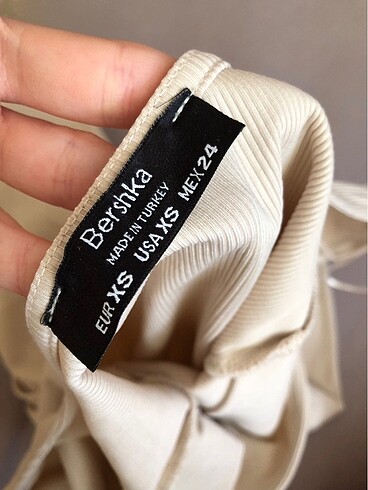 Bershka
MADE IN TURKEY
EUR XS USA XS MEX 24